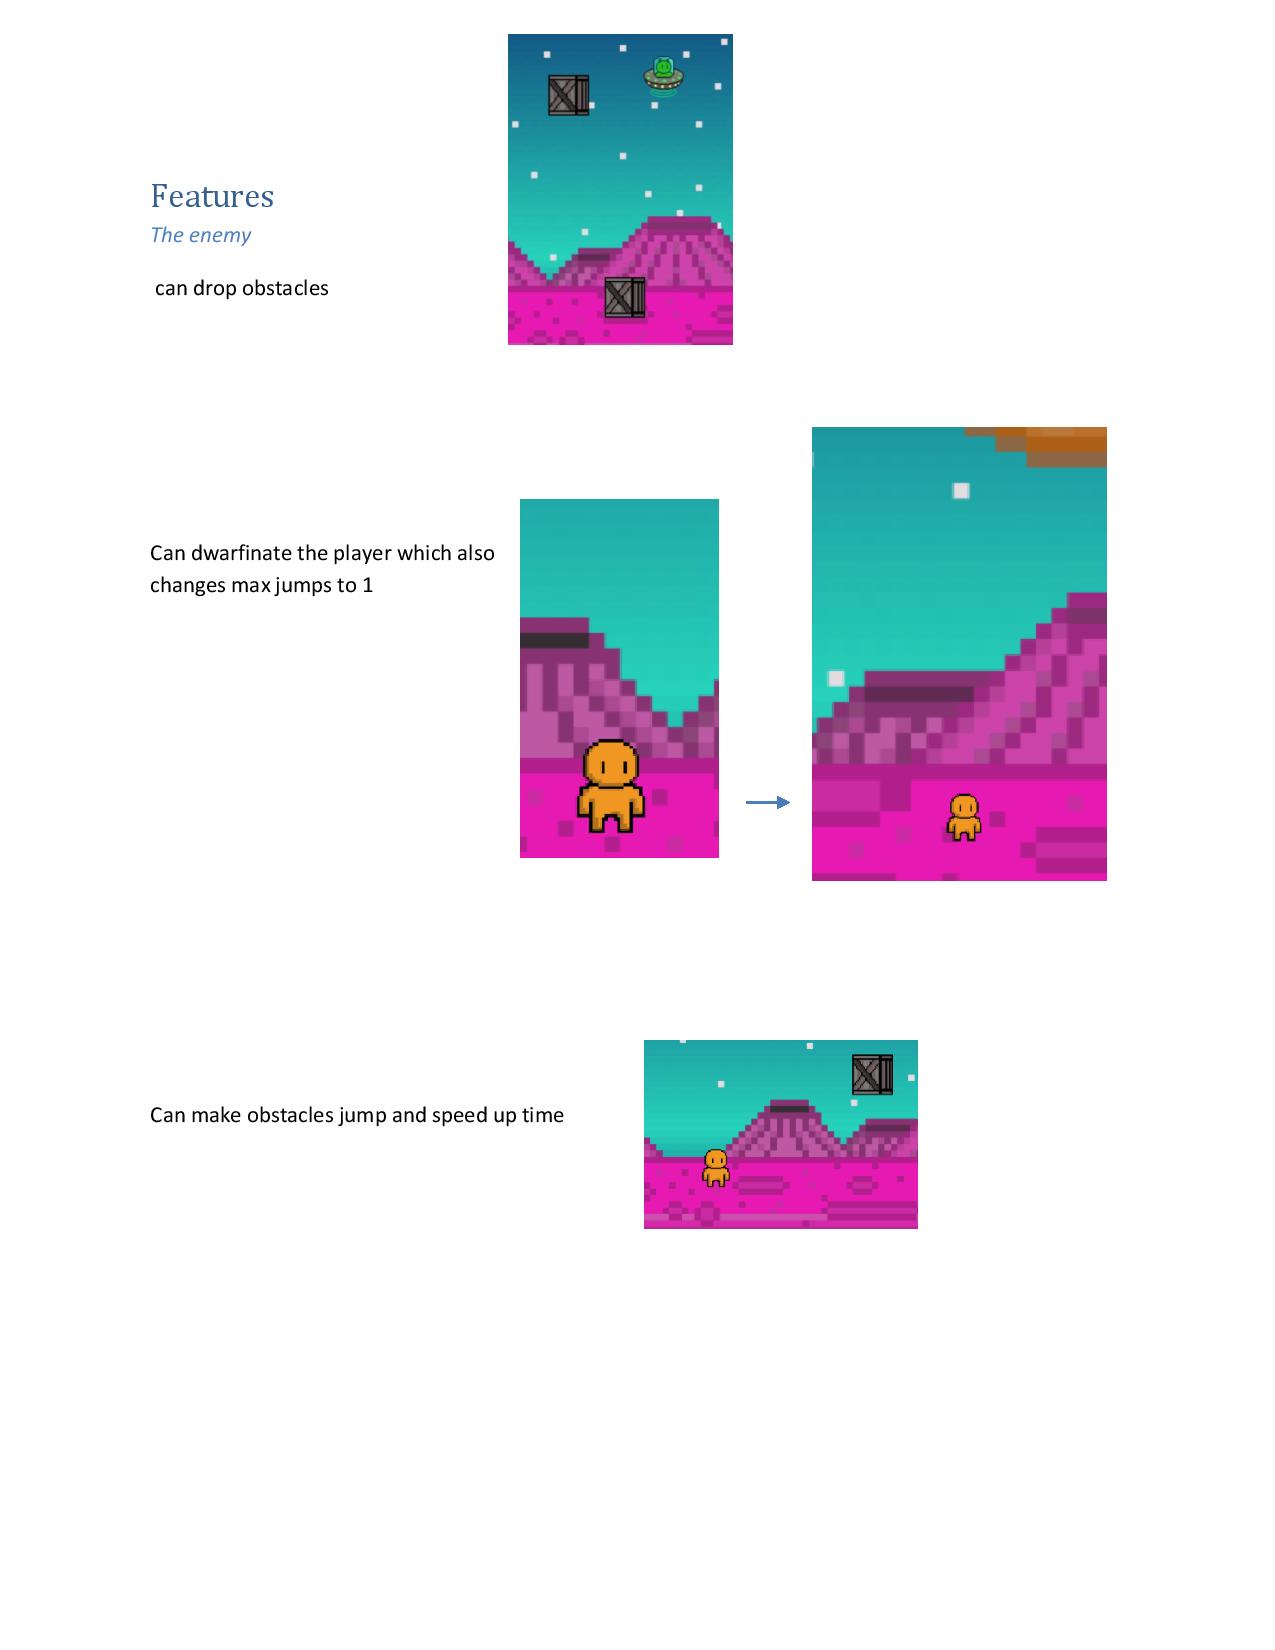 Features
The enemy
can drop obstacles
Can dwarfinate the player which also
changes max jumps to 1
Can make obstacles jump and speed up time